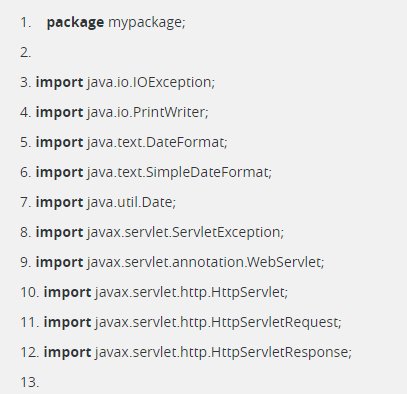 1. package mypackage;
2.
3. import java.io.IOException;
4. import java.io.PrintWriter;
5. import java.text.DateFormat;
6. import java.text.SimpleDateFormat;
7. import java.util.Date;
8. import javax.servlet.ServletException;
9. import javax.servlet.annotation.WebServlet;
10. import javax.servlet.http.HttpServlet;
11. import javax.servlet.http.HttpServletRequest;
12. import javax.servlet.http.HttpServletResponse;
13.